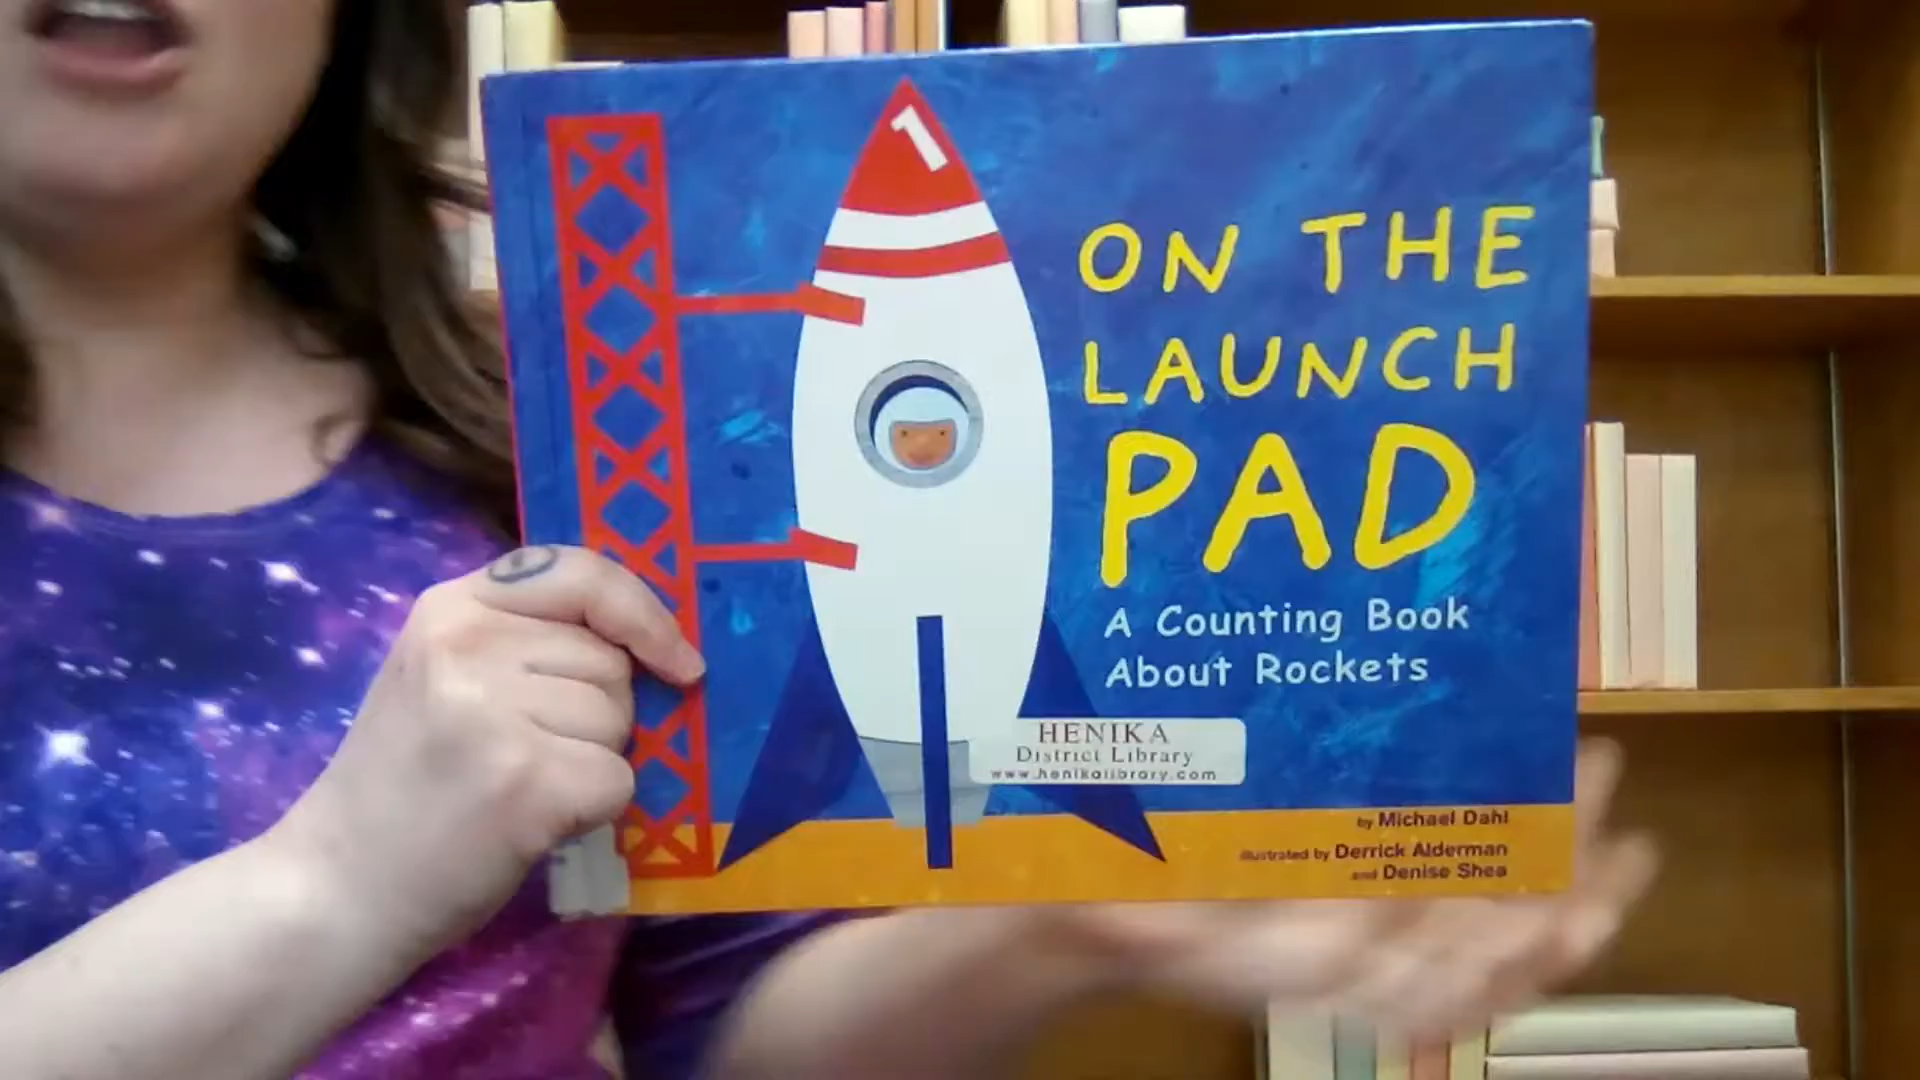 1
ON THE
LAUNCH
PAD
A Counting Book
About Rockets
HENIKA
District Library
www.henikalibrary.com
by Michael Dahl
illustrated by Derrick Alderman
and Denise Shea